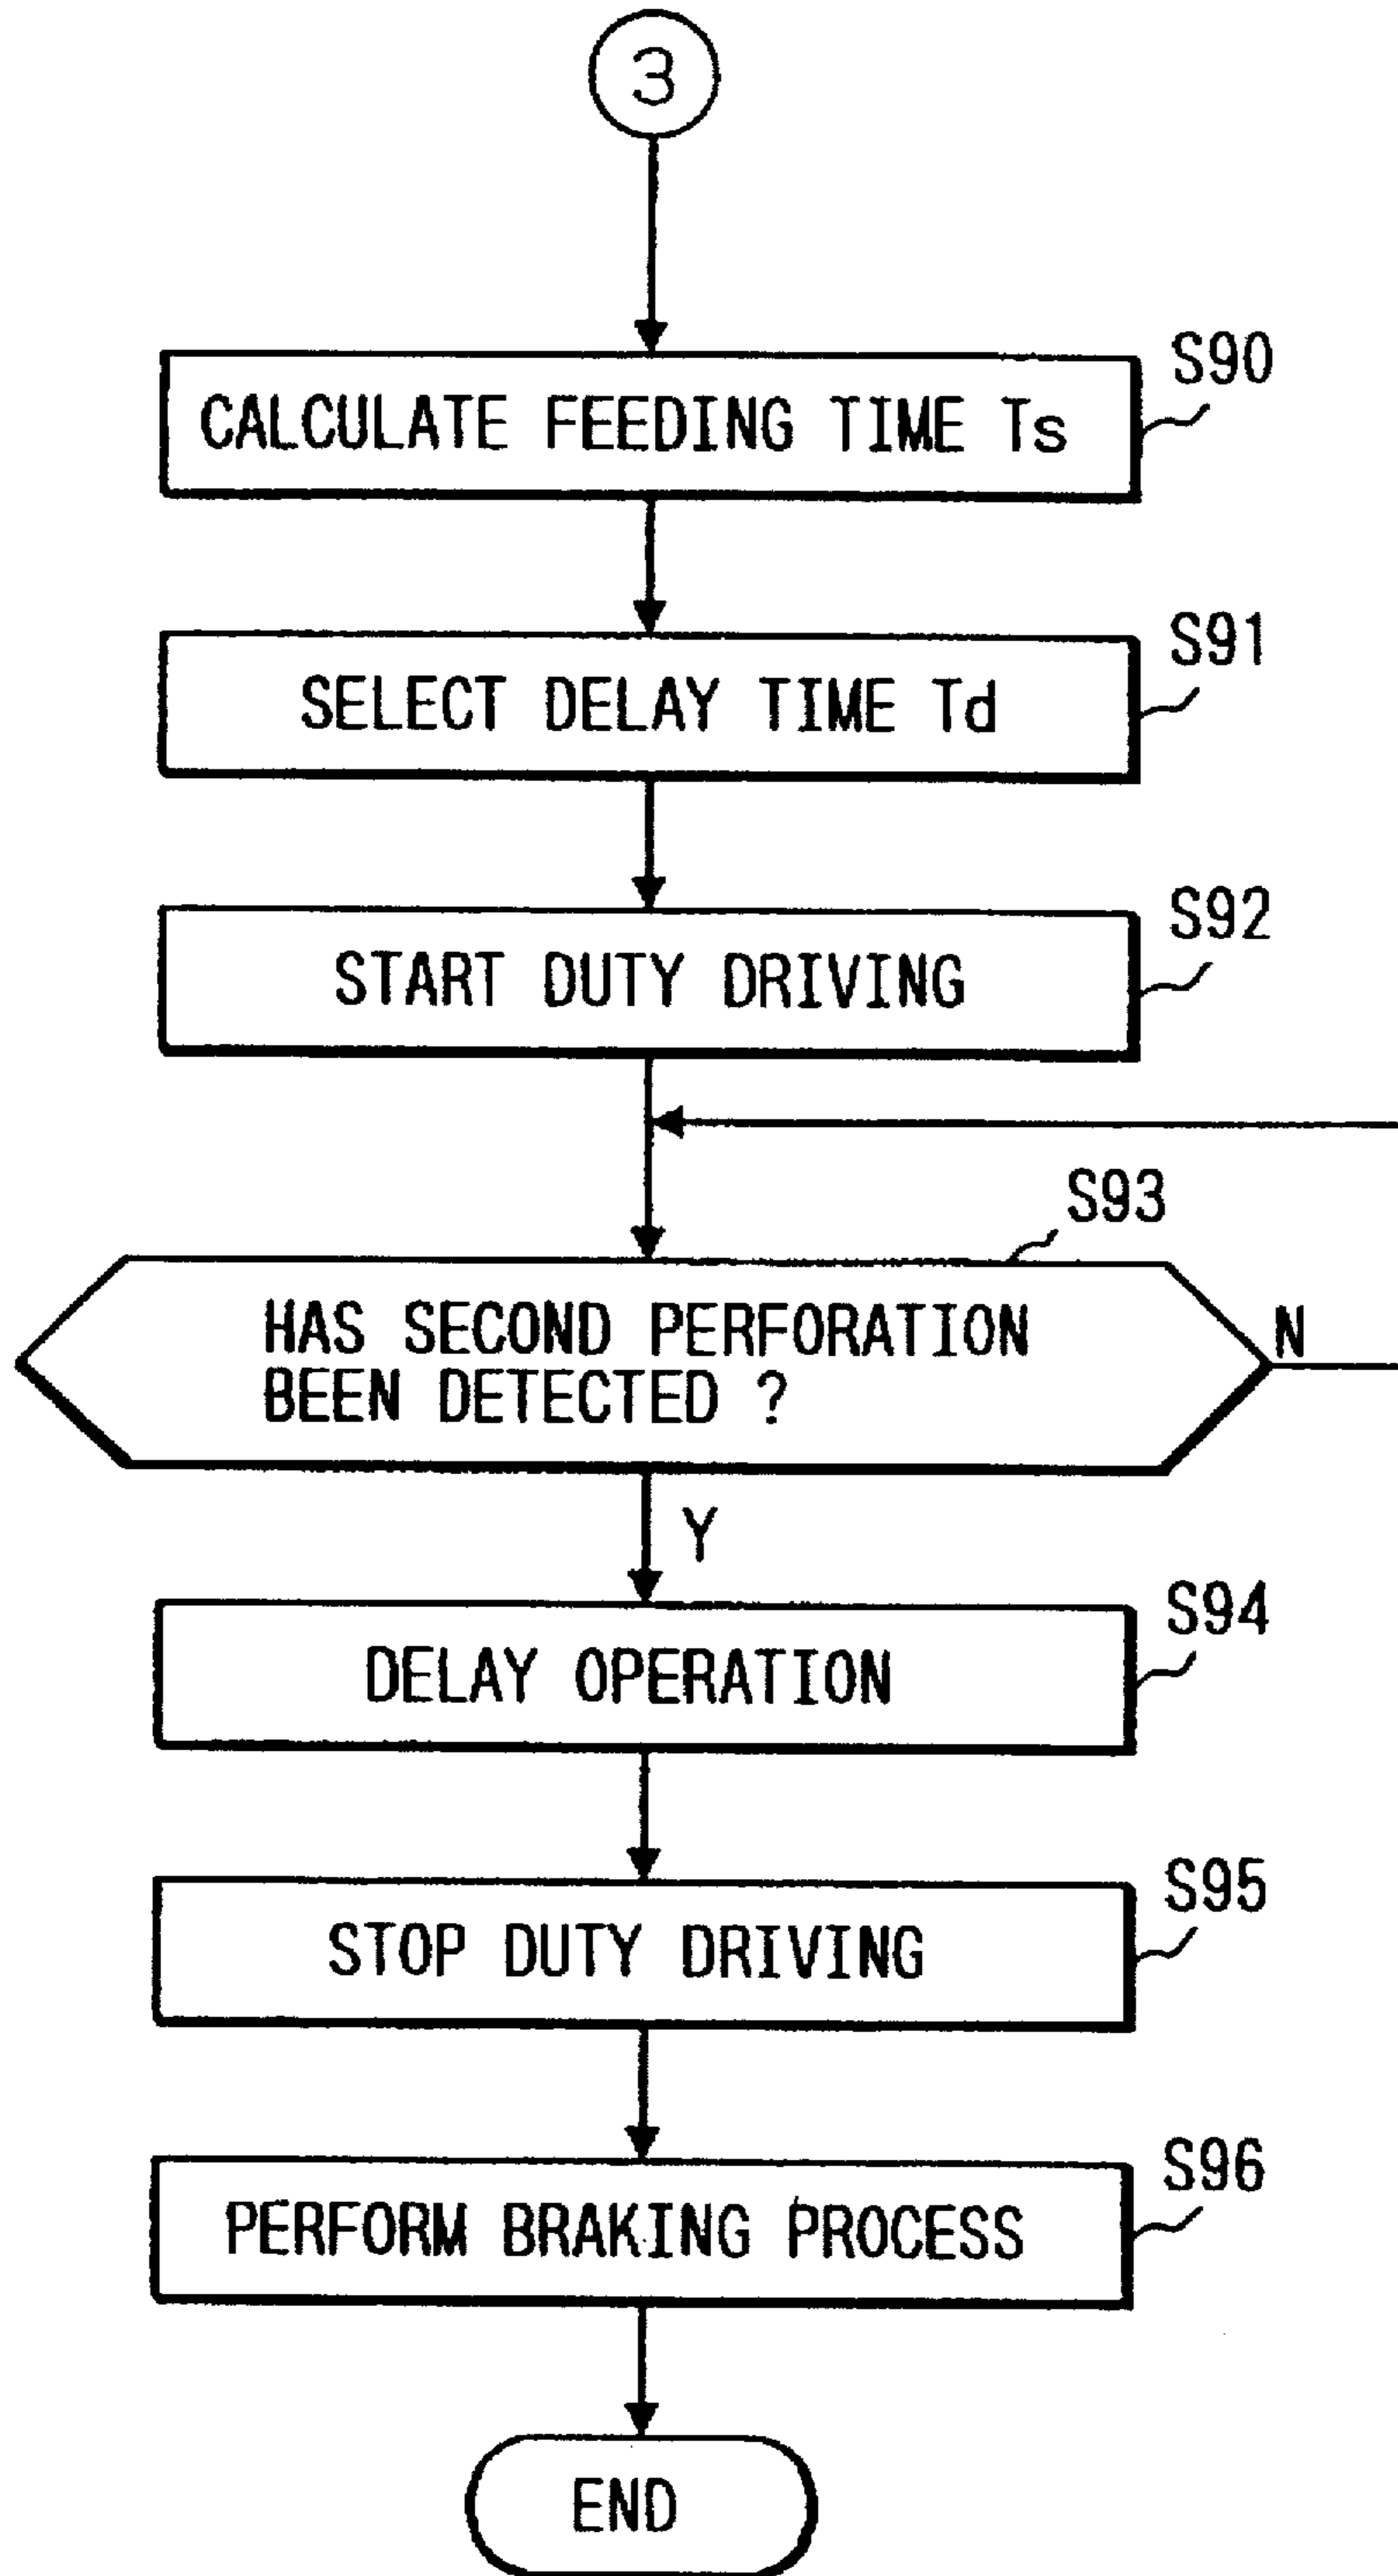 3
S90
CALCULATE FEEDING TIME Ts
S91
SELECT DELAY TIME Td
S92
START DUTY DRIVING
S93
HAS SECOND PERFORATION
BEEN DETECTED ?
N
Y
S94
DELAY OPERATION
S95
STOP DUTY DRIVING
S96
PERFORM BRAKING PROCESS
END